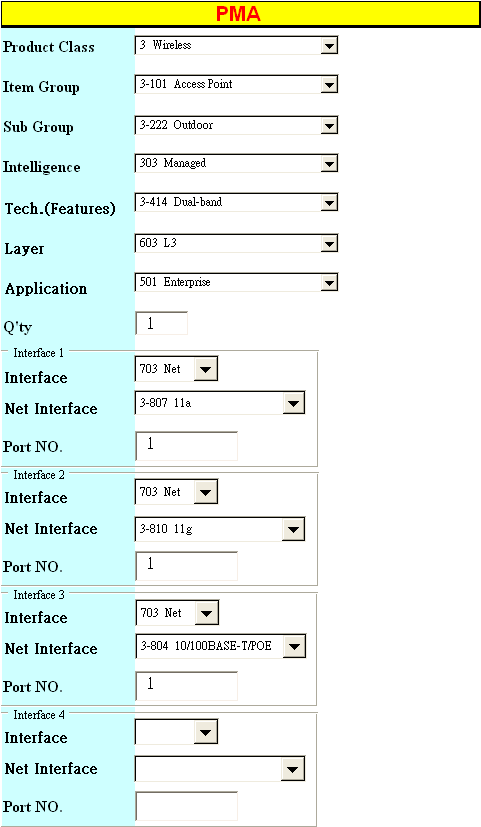 PMA
Product Class 3 Wireless
Item Group 3-101 Access Point
Sub Group 3-222 Outdoor
Intelligence 303 Managed
Tech.(Features) 3-414 Dual-band
Layer 603 L3
Application 501 Enterprise
Q'ty 1
Interface 1
Interface 703 Net
Net Interface 3-807 11a
Port NO. 1
Interface 2
Interface 703 Net
Net Interface 3-810 11g
Port NO. 1
Interface 3
Interface 703 Net
Net Interface 3-804 10/100BASE-T/POE
Port NO. 1
Interface 4
Interface
Net Interface
Port NO.